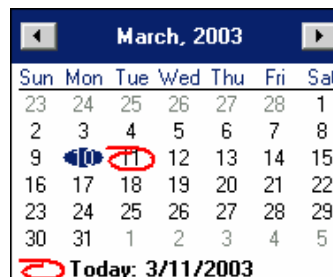 March, 2003
Sun Mon Tue Wed Thu Fri Sat
23 24 25 26 27 28 1
2 3 4 5 6 7 8
9 10 11 12 13 14 15
16 17 18 19 20 21 22
23 24 25 26 27 28 29
30 31 1 2 3 4 5
Today: 3/11/2003